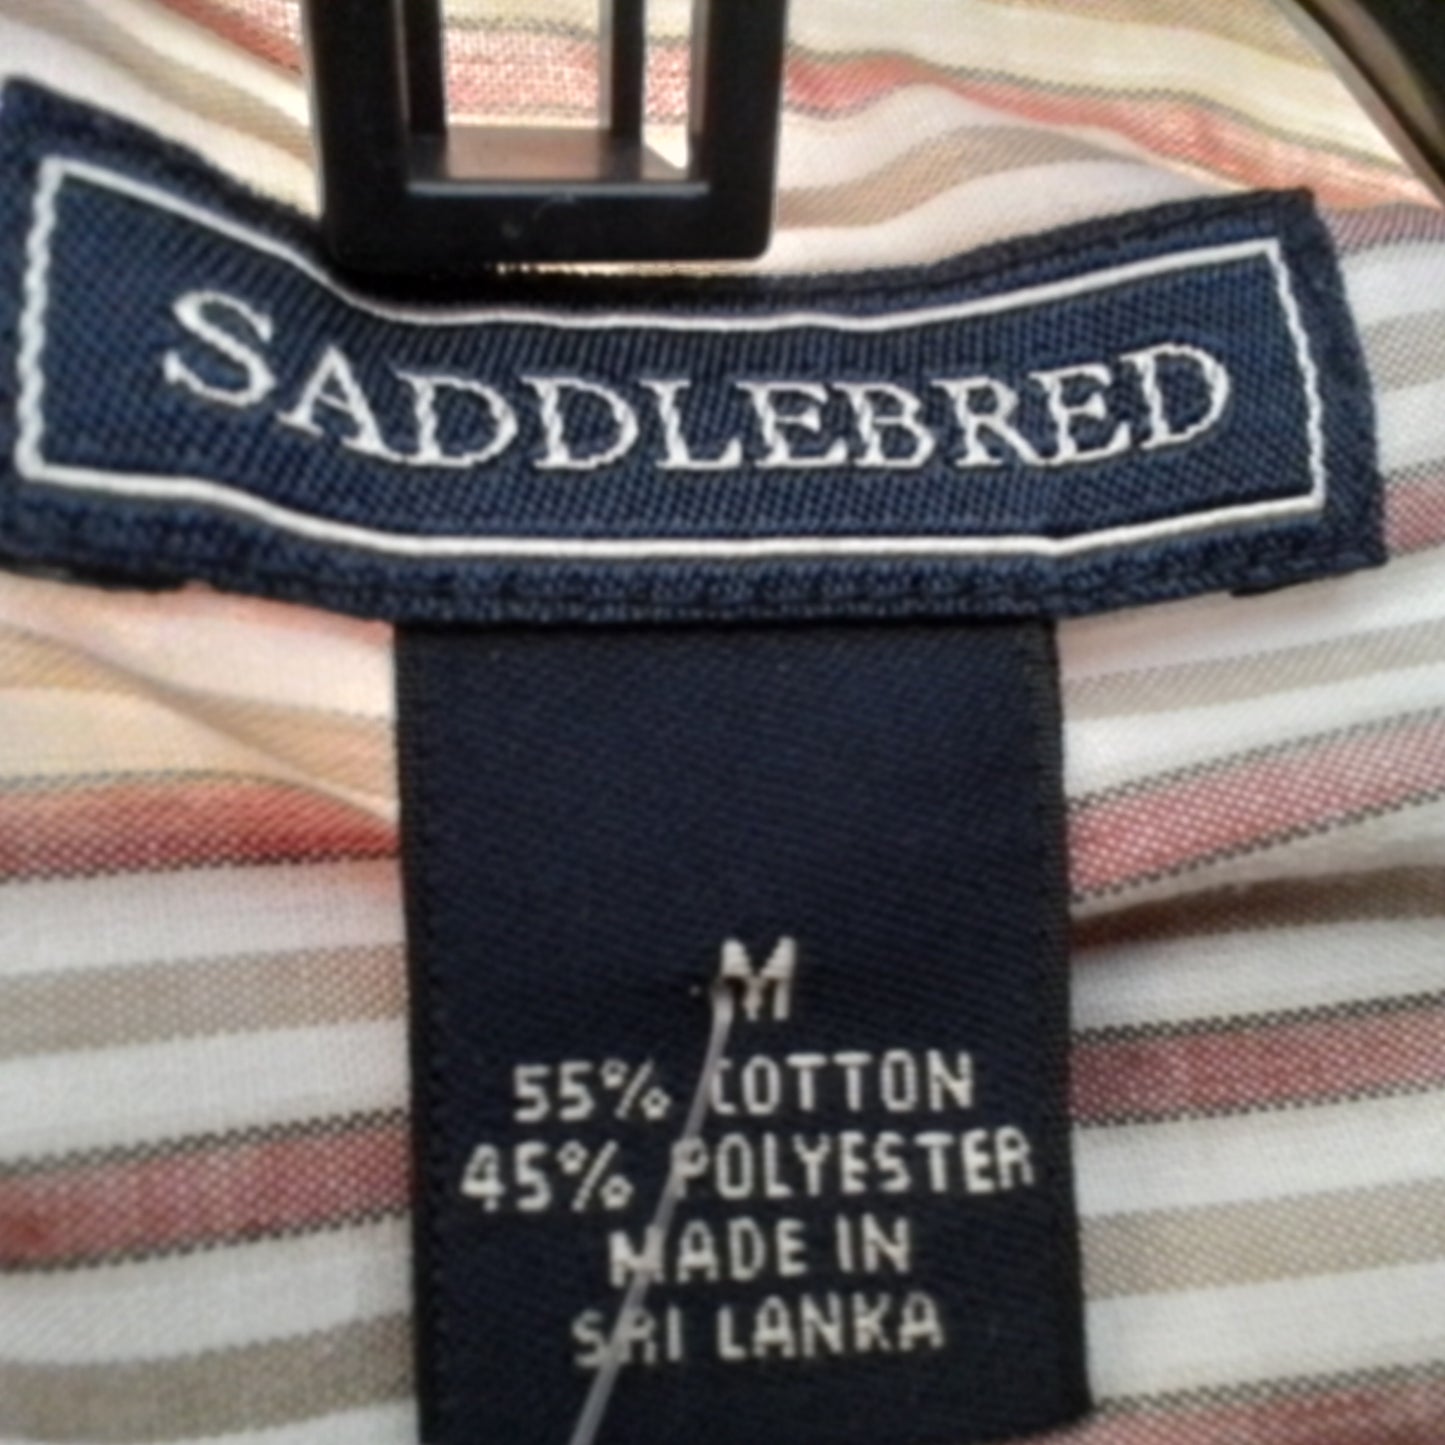 SADDLEBRED
M
55% COTTON
45% POLYESTER
MADE IN
SRI LANKA